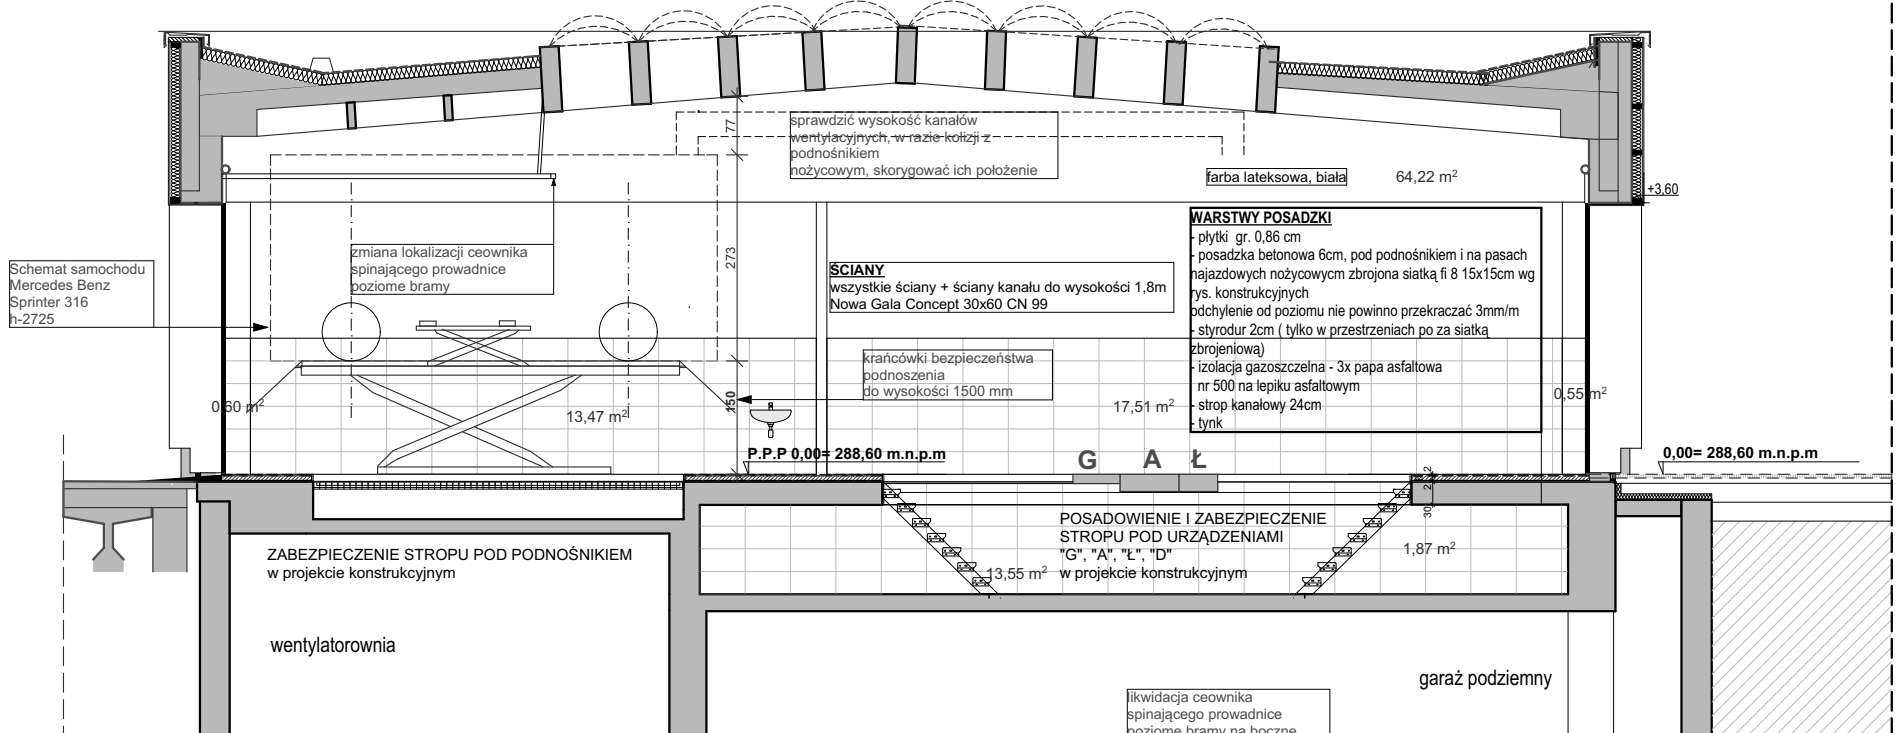 77
sprawdzić wysokość kanałów
wentylacyjnych, w razie kolizji z
podnośnikiem
nożycowym, skorygować ich położenie
farba lateksowa, biała
64,22 m²
+3,60
Schemat samochodu
Mercedes Benz
Sprinter 316
h-2725
zmiana lokalizacji ceownika
spinającego prowadnice
poziome bramy
273
ŚCIANY
wszystkie ściany + ściany kanału do wysokości 1,8m
Nowa Gala Concept 30x60 CN 99
WARSTWY POSADZKI
- płytki gr. 0,86 cm
- posadzka betonowa 6cm, pod podnośnikiem i na pasach
najazdowych nożycowycm zbrojona siatką fi 8 15x15cm wg
rys. konstrukcyjnych
odchylenie od poziomu nie powinno przekraczać 3mm/m
- styrodur 2cm ( tylko w przestrzeniach po za siatką
zbrojeniową)
- izolacja gazoszczelna - 3x papa asfaltowa
nr 500 na lepiku asfaltowym
- strop kanałowy 24cm
- tynk
krańcówki bezpieczeństwa
podnoszenia
do wysokości 1500 mm
150
0,60 m²
13,47 m²
17,51 m²
0,55 m²
P.P.P 0,00= 288,60 m.n.p.m
G A Ł
0,00= 288,60 m.n.p.m
2
2
30
ZABEZPIECZENIE STROPU POD PODNOŚNIKIEM
w projekcie konstrukcyjnym
POSADOWIENIE I ZABEZPIECZENIE
STROPU POD URZĄDZENIAMI
"G", "A", "Ł", "D"
w projekcie konstrukcyjnym
13,55 m²
1,87 m²
wentylatorownia
garaż podziemny
likwidacja ceownika
spinającego prowadnice
poziome bramy na boczne